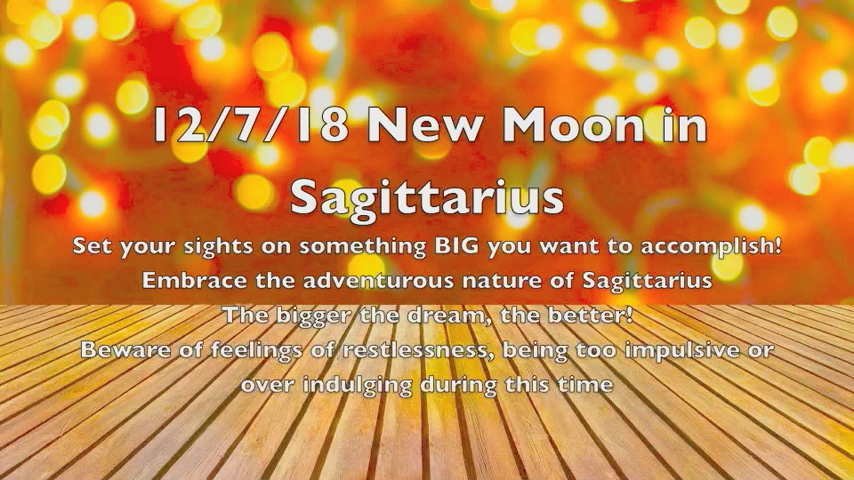 12/7/18 New Moon in
Sagittarius
Set your sights on something BIG you want to accomplish!
Embrace the adventurous nature of Sagittarius
The bigger the dream, the better!
Beware of feelings of restlessness, being too impulsive or
over indulging during this time